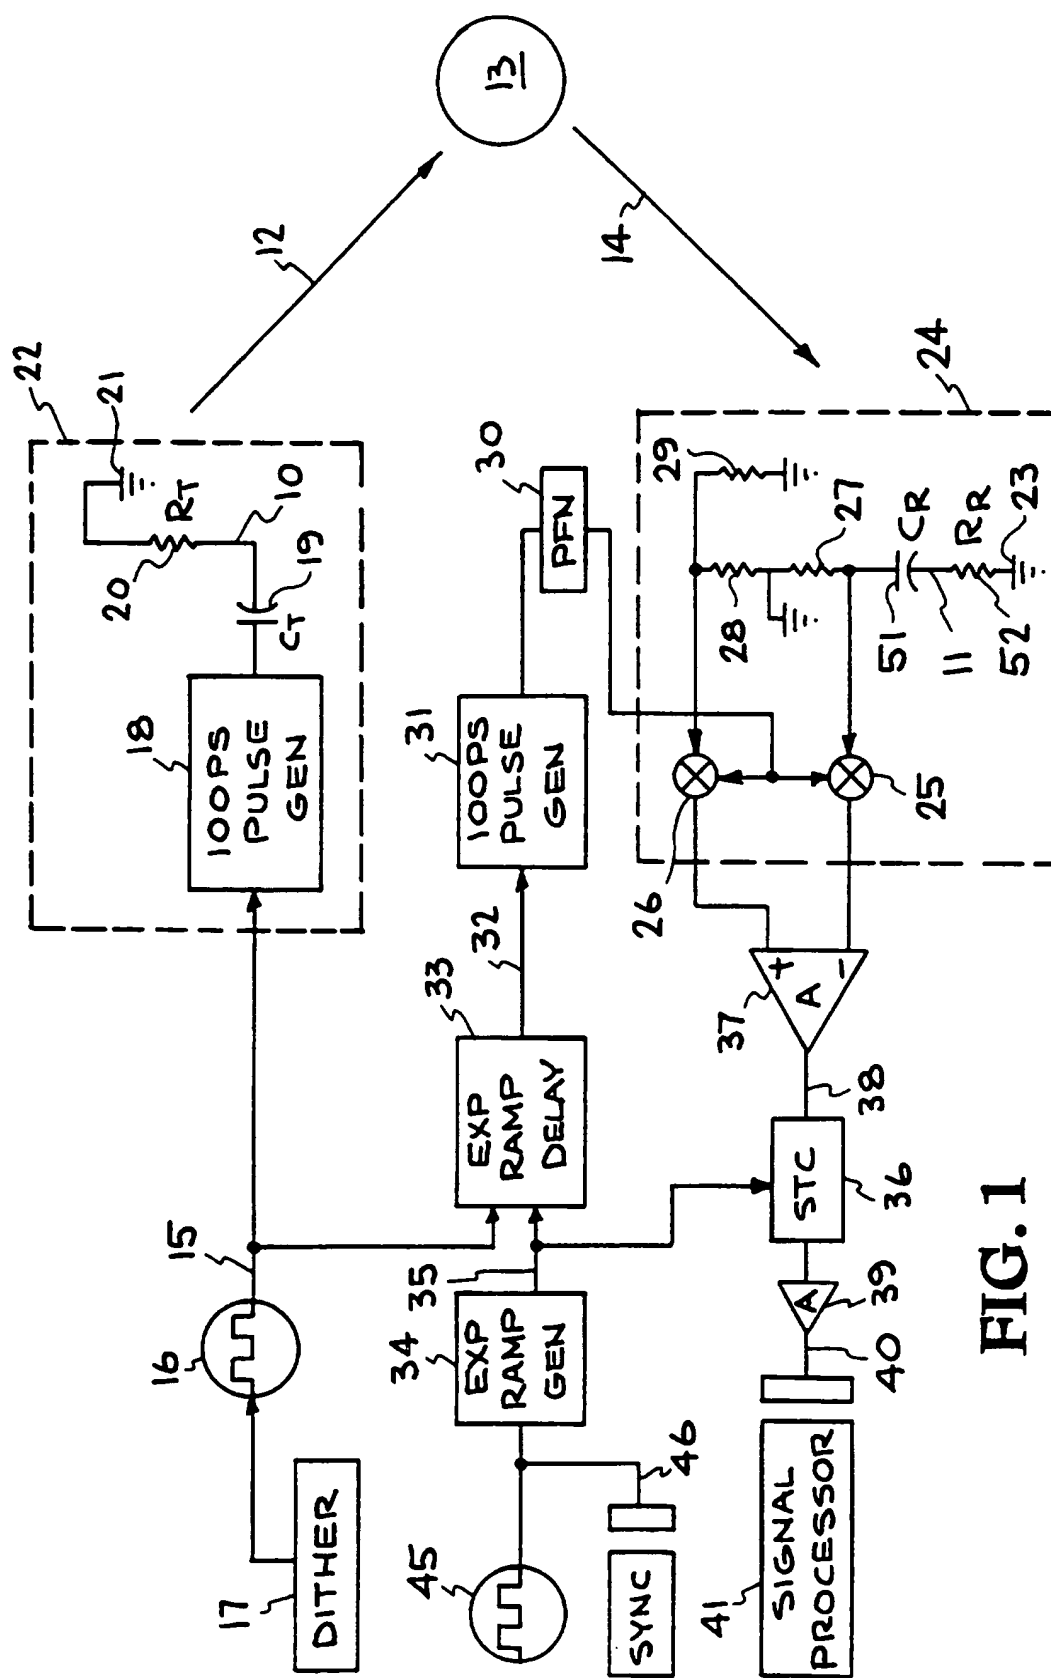 13
12
14
22
21
RT
10
20
19
CT
18
100PS
PULSE
GEN
15
16
17
DITHER
30
PFN
31
100PS
PULSE
GEN
32
33
EXP
RAMP
DELAY
35
34
EXP
RAMP
GEN
45
46
SYNC
24
29
27
28
CR
51
11
RR
52
23
26
25
+
A
-
37
38
STC
36
A
39
40
41
SIGNAL
PROCESSOR
FIG. 1